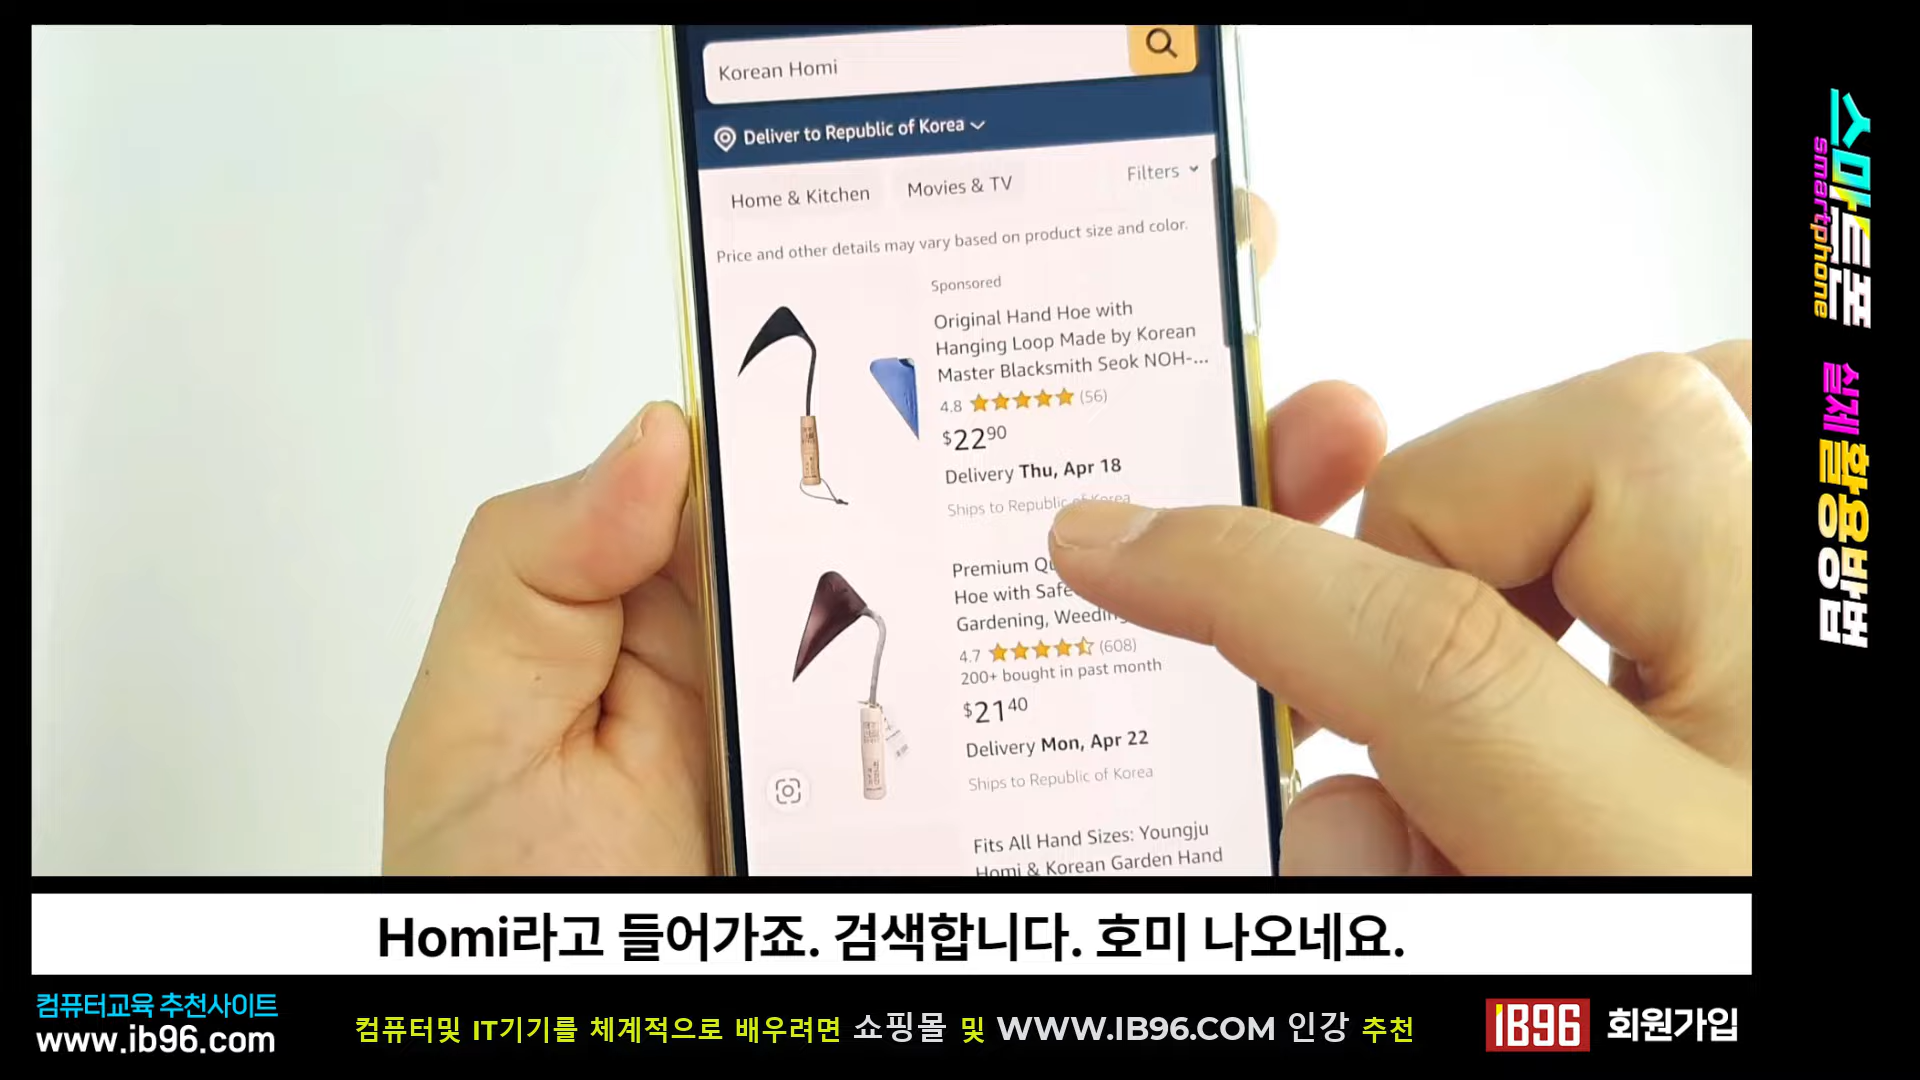 Korean Homi
Deliver to Republic of Korea
Home & Kitchen
Movies & TV
Filters
Price and other details may vary based on product size and color.
Sponsored
Original Hand Hoe with
Hanging Loop Made by Korean
Master Blacksmith Seok NOH-...
4.8 (56)
$22 90
Delivery Thu, Apr 18
Ships to Republic of Korea
Premium
Hoe with
Gardening,
4.7 (608)
200+ bought in past month
$21 40
Delivery Mon, Apr 22
Ships to Republic of Korea
Fits All Hand Sizes: Youngju
Homi & Korean Garden Hand
스마트폰
smartphone
실제 활용방법
Homi라고 들어가죠. 검색합니다. 호미 나오네요.
컴퓨터교육 추천사이트
www.ib96.com
컴퓨터및 IT기기를 체계적으로 배우려면 쇼핑몰 및 WWW.IB96.COM 인강 추천
IB96 회원가입